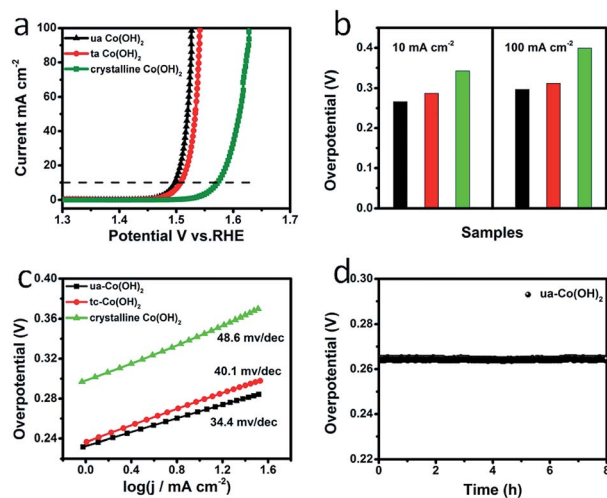 a
100
80
60
40
20
0
Current mA cm⁻²
ua Co(OH)₂
ta Co(OH)₂
crystalline Co(OH)₂
1.3 1.4 1.5 1.6 1.7
Potential V vs.RHE
b
0.4
0.3
0.2
0.1
0.0
Overpotential (V)
10 mA cm⁻²
100 mA cm⁻²
Samples
c
0.40
0.36
0.32
0.28
0.24
Overpotential (V)
ua-Co(OH)₂
tc-Co(OH)₂
crystalline Co(OH)₂
48.6 mv/dec
40.1 mv/dec
34.4 mv/dec
0.0 0.4 0.8 1.2 1.6
log(j / mA cm⁻²)
d
0.30
0.28
0.26
0.24
0.22
Overpotential (V)
ua-Co(OH)₂
0 2 4 6 8
Time (h)